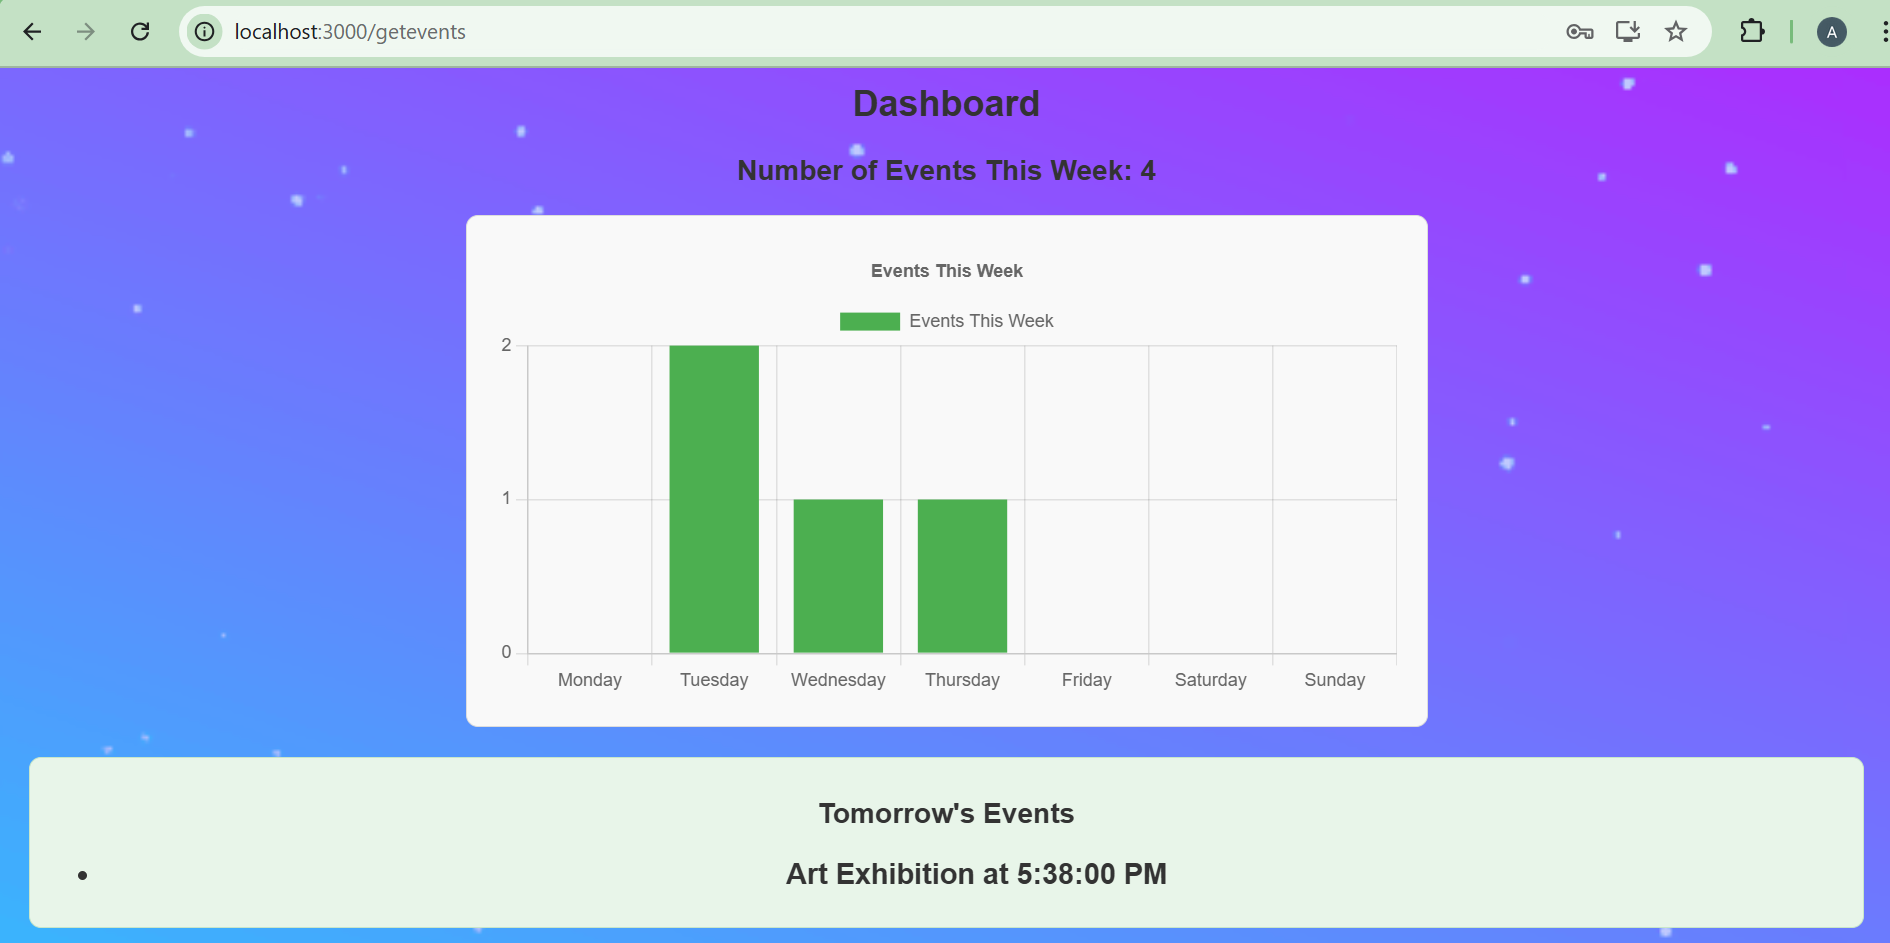 localhost:3000/getevents
A
Dashboard
Number of Events This Week: 4
Events This Week
Events This Week
2
1
0
Monday Tuesday Wednesday Thursday Friday Saturday Sunday
Tomorrow's Events
• Art Exhibition at 5:38:00 PM